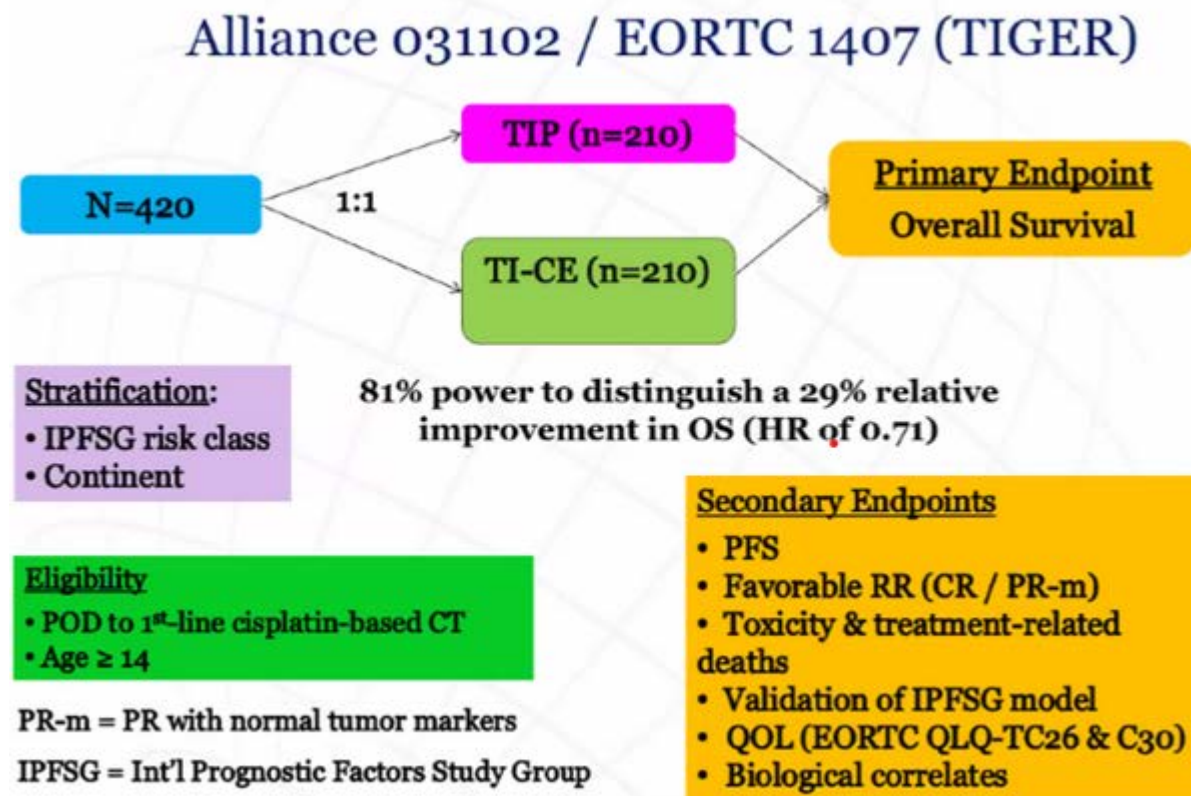 Alliance 031102 / EORTC 1407 (TIGER)
TIP (n=210)
N=420
1:1
TI-CE (n=210)
Primary Endpoint
Overall Survival
Stratification:
• IPFSG risk class
• Continent
81% power to distinguish a 29% relative
improvement in OS (HR of 0.71)
Eligibility
• POD to 1st-line cisplatin-based CT
• Age ≥ 14
PR-m = PR with normal tumor markers
IPFSG = Int'l Prognostic Factors Study Group
Secondary Endpoints
• PFS
• Favorable RR (CR / PR-m)
• Toxicity & treatment-related
deaths
• Validation of IPFSG model
• QOL (EORTC QLQ-TC26 & C30)
• Biological correlates